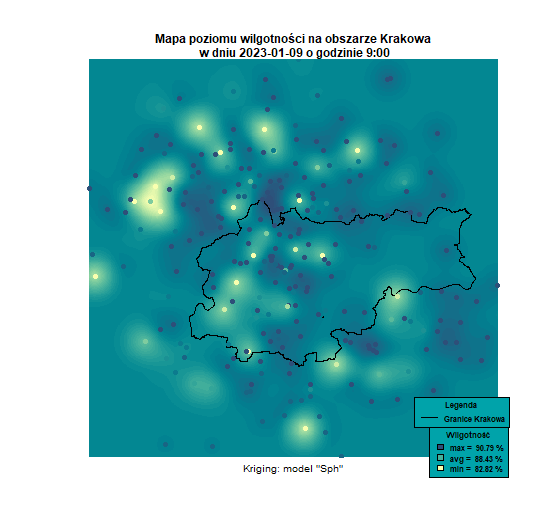 Mapa poziomu wilgotności na obszarze Krakowa
w dniu 2023-01-09 o godzinie 9:00
Legenda
Granice Krakowa
Wilgotność
max = 90.79 %
avg = 88.43 %
min = 82.82 %
Kriging: model "Sph"